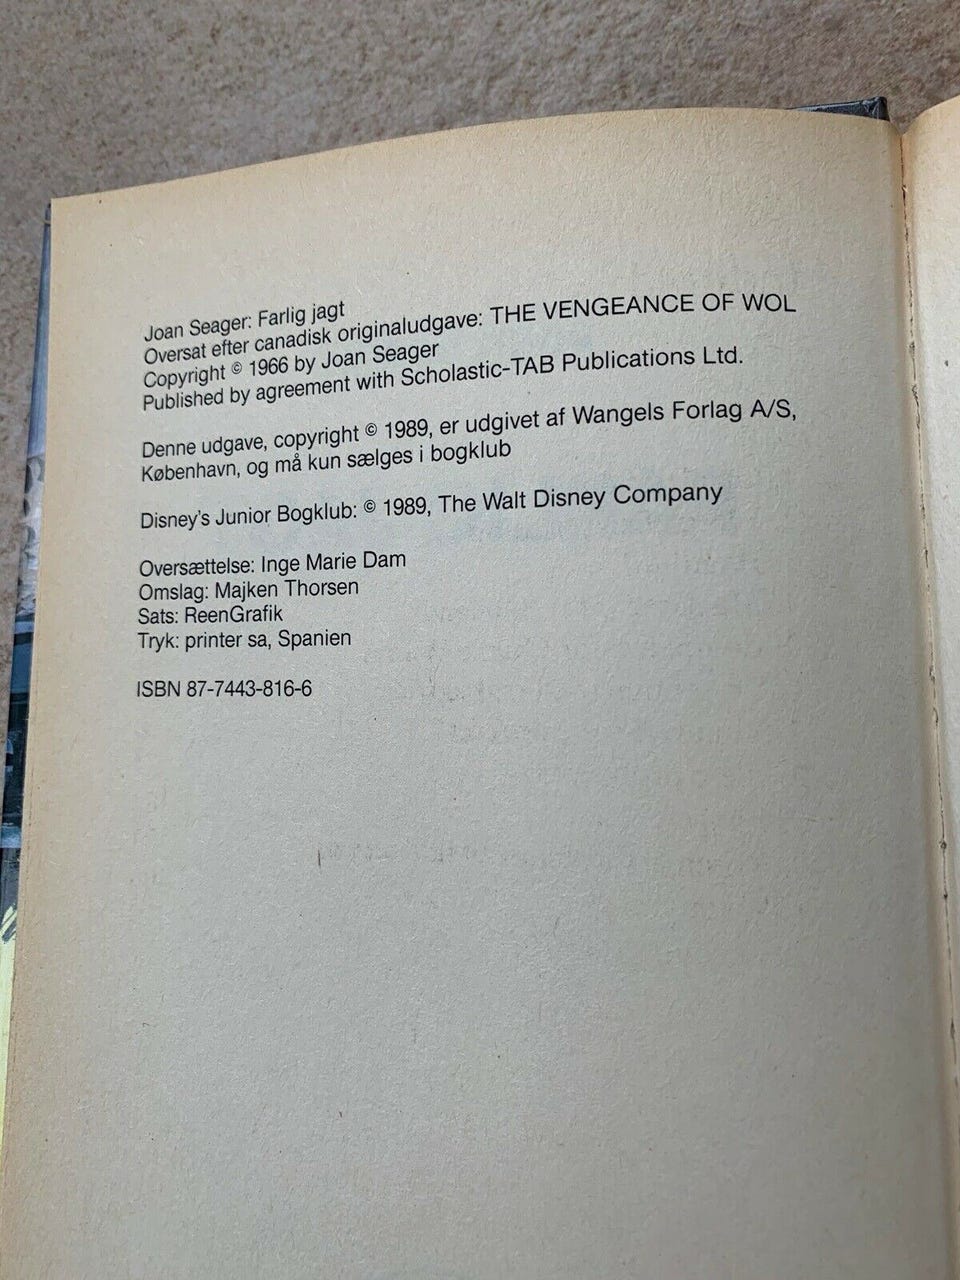 Joan Seager: Farlig jagt
Oversat efter canadisk originaludgave: THE VENGEANCE OF WOL
Copyright © 1966 by Joan Seager
Published by agreement with Scholastic-TAB Publications Ltd.
Denne udgave, copyright © 1989, er udgivet af Wangels Forlag A/S,
København, og må kun sælges i bogklub
Disney's Junior Bogklub: © 1989, The Walt Disney Company
Oversættelse: Inge Marie Dam
Omslag: Majken Thorsen
Sats: ReenGrafik
Tryk: printer sa, Spanien
ISBN 87-7443-816-6